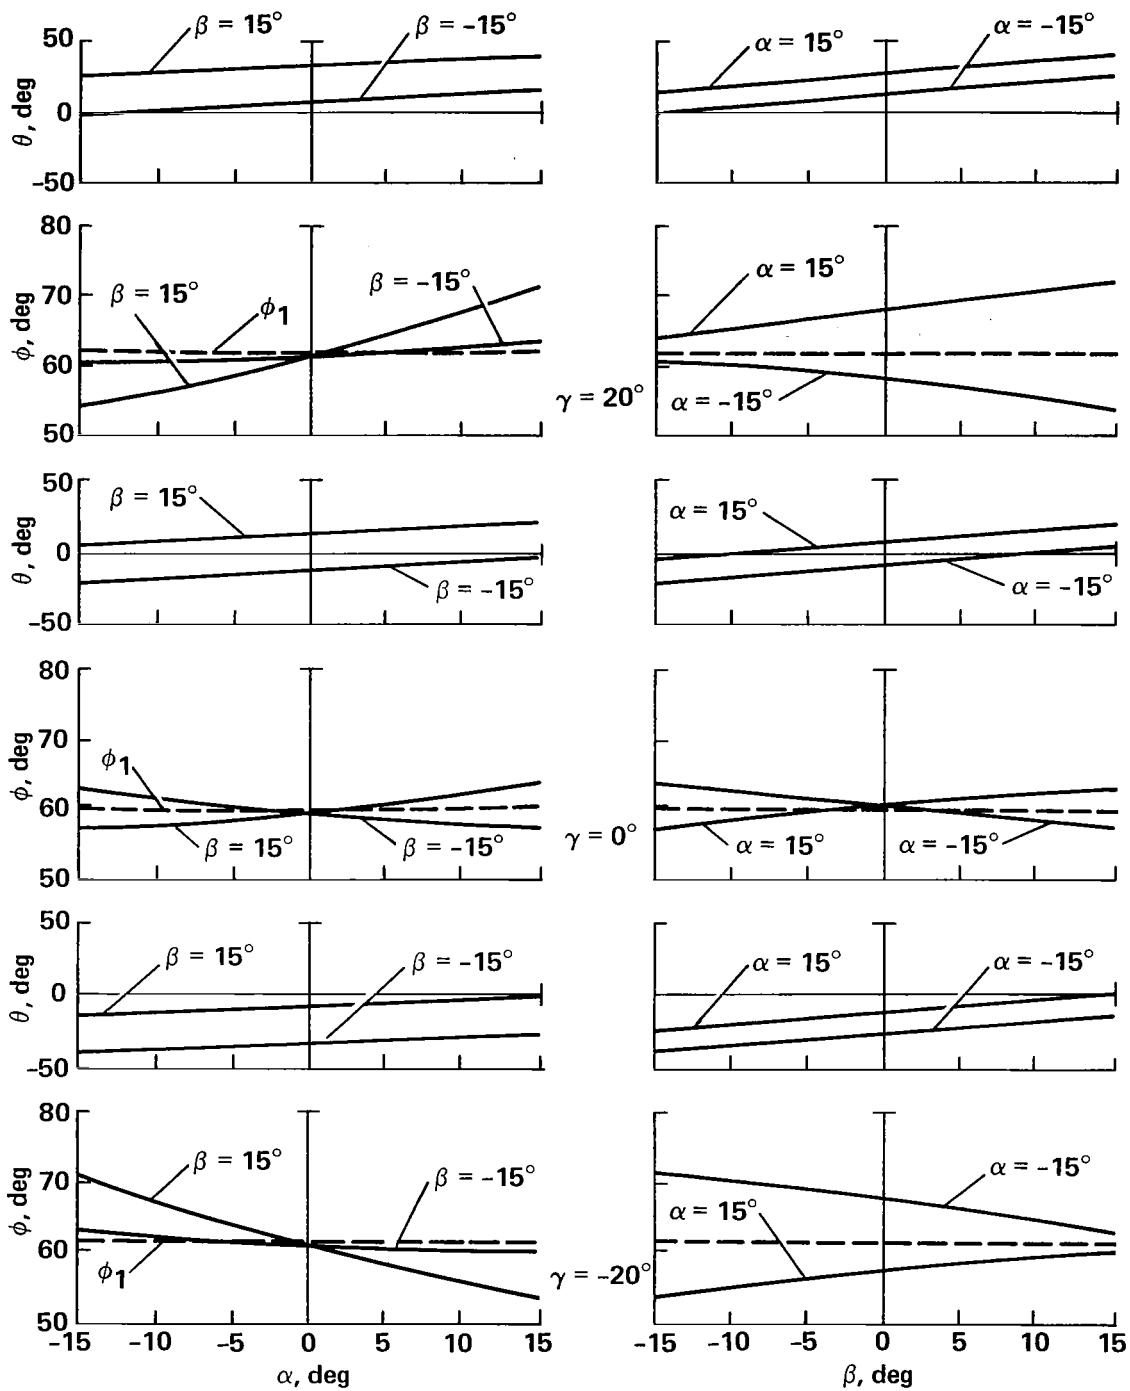 50
0
–50
θ, deg
β = 15°
β = –15°
α = 15°
α = –15°
80
70
60
50
ϕ, deg
β = 15°
ϕ1
β = –15°
α = 15°
α = –15°
γ = 20°
50
0
–50
θ, deg
β = 15°
β = –15°
α = 15°
α = –15°
80
70
60
50
ϕ, deg
ϕ1
β = 15°
β = –15°
α = 15°
α = –15°
γ = 0°
50
0
–50
θ, deg
β = 15°
β = –15°
α = 15°
α = –15°
80
70
60
50
ϕ, deg
β = 15°
β = –15°
ϕ1
α = –15°
α = 15°
γ = –20°
–15 –10 –5 0 5 10 15
α, deg
–15 –10 –5 0 5 10 15
β, deg